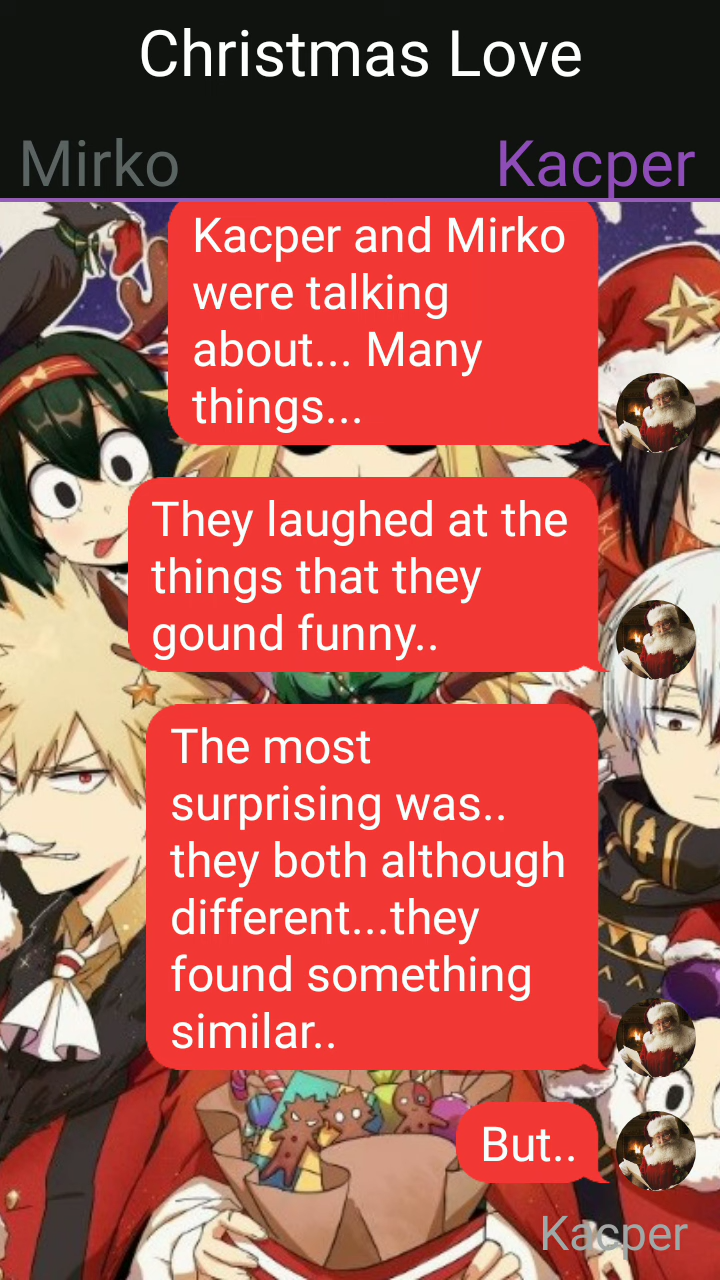 Christmas Love
Mirko Kacper
Kacper and Mirko
were talking
about... Many
things...
They laughed at the
things that they
gound funny..
The most
surprising was..
they both although
different...they
found something
similar..
But..
Kacper